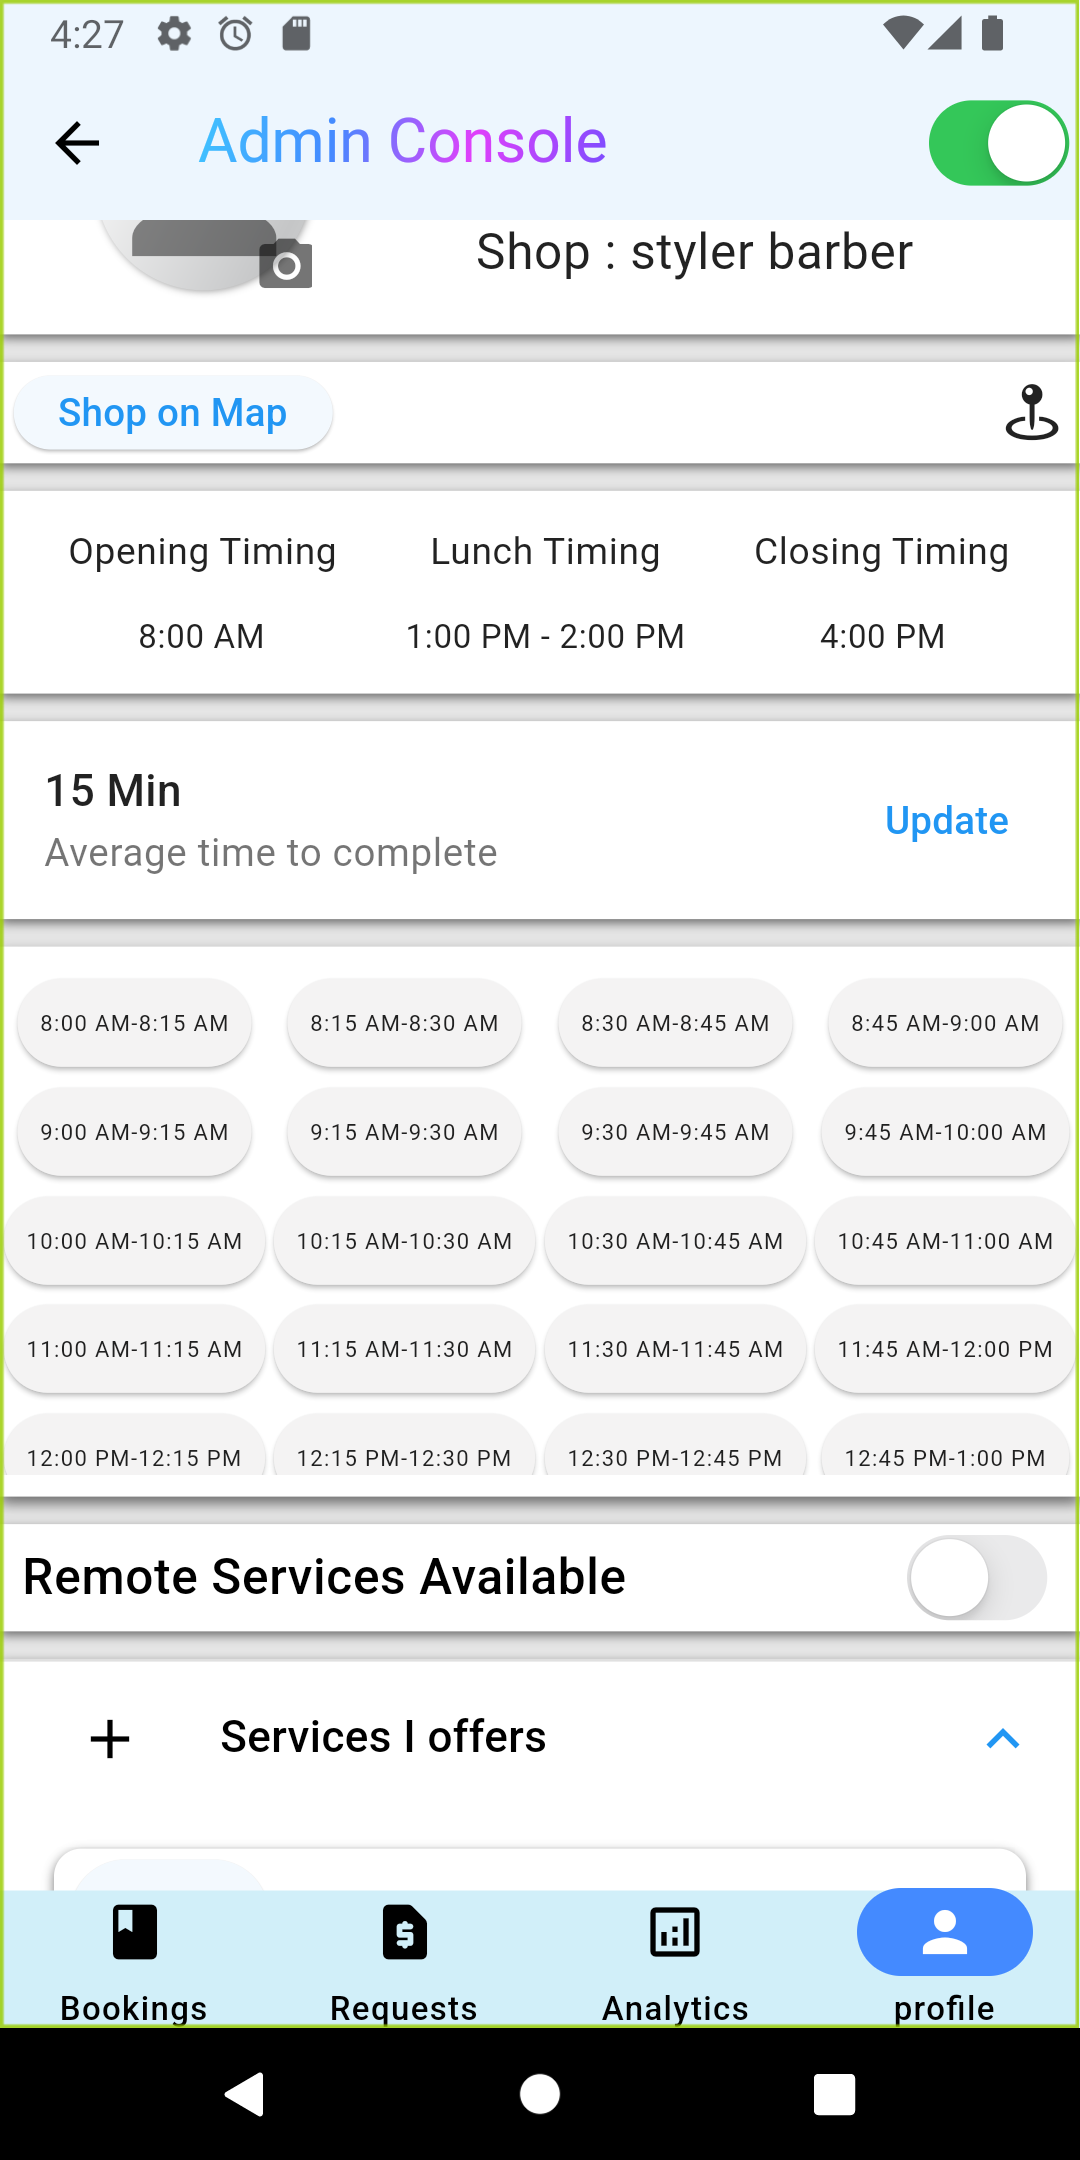 4:27
Admin Console
Shop : styler barber
Shop on Map
Opening Timing Lunch Timing Closing Timing
8:00 AM 1:00 PM - 2:00 PM 4:00 PM
15 Min
Update
Average time to complete
8:00 AM-8:15 AM 8:15 AM-8:30 AM 8:30 AM-8:45 AM 8:45 AM-9:00 AM
9:00 AM-9:15 AM 9:15 AM-9:30 AM 9:30 AM-9:45 AM 9:45 AM-10:00 AM
10:00 AM-10:15 AM 10:15 AM-10:30 AM 10:30 AM-10:45 AM 10:45 AM-11:00 AM
11:00 AM-11:15 AM 11:15 AM-11:30 AM 11:30 AM-11:45 AM 11:45 AM-12:00 PM
12:00 PM-12:15 PM 12:15 PM-12:30 PM 12:30 PM-12:45 PM 12:45 PM-1:00 PM
Remote Services Available
Services I offers
Bookings Requests Analytics profile